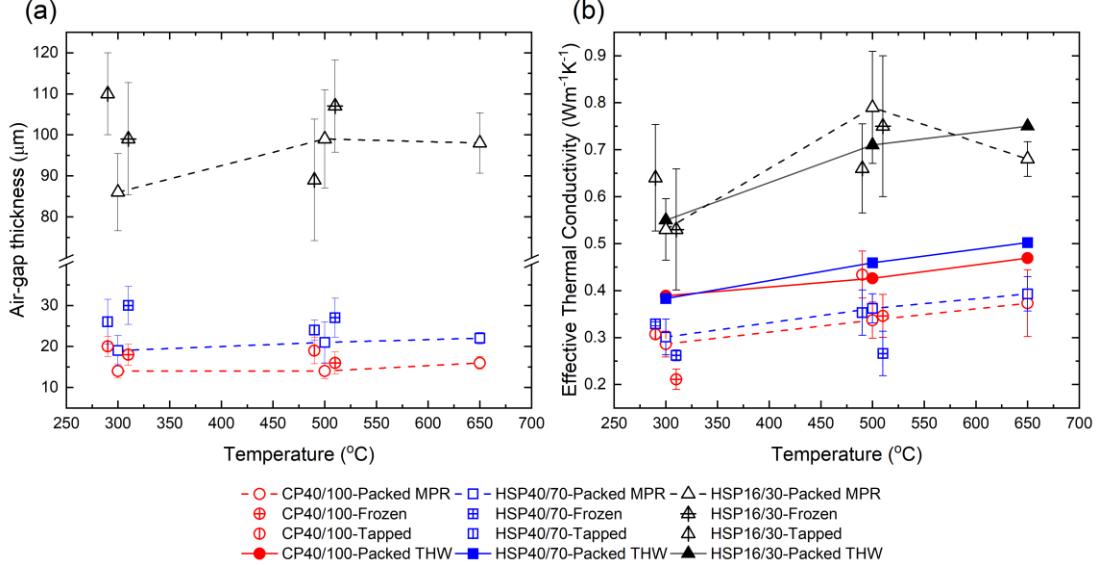 (a)
120
110
100
90
80
30
20
10
Air-gap thickness (μm)
250 300 350 400 450 500 550 600 650 700
Temperature (°C)
(b)
0.9
0.8
0.7
0.6
0.5
0.4
0.3
0.2
Effective Thermal Conductivity (Wm⁻¹K⁻¹)
250 300 350 400 450 500 550 600 650 700
Temperature (°C)
CP40/100-Packed MPR HSP40/70-Packed MPR HSP16/30-Packed MPR
CP40/100-Frozen HSP40/70-Frozen HSP16/30-Frozen
CP40/100-Tapped HSP40/70-Tapped HSP16/30-Tapped
CP40/100-Packed THW HSP40/70-Packed THW HSP16/30-Packed THW